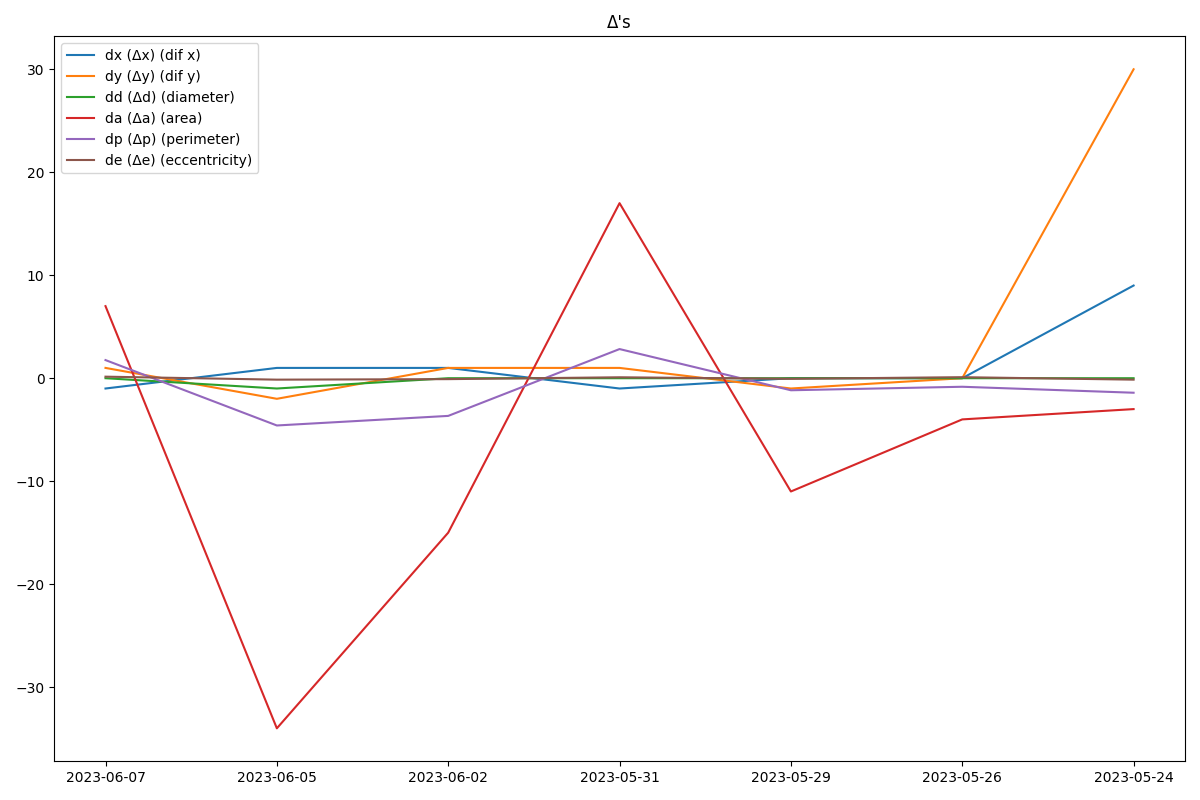 Δ's
dx (Δx) (dif x)
dy (Δy) (dif y)
dd (Δd) (diameter)
da (Δa) (area)
dp (Δp) (perimeter)
de (Δe) (eccentricity)
30
20
10
0
−10
−20
−30
2023-06-07 2023-06-05 2023-06-02 2023-05-31 2023-05-29 2023-05-26 2023-05-24